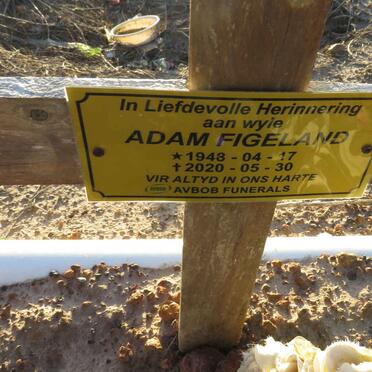 In Liefdevolle Herinnering
aan wyle
ADAM FIGELAND
★1948 - 04 - 17
✝2020 - 05 - 30
VIR ALTYD IN ONS HARTE
AVBOB AVBOB FUNERALS